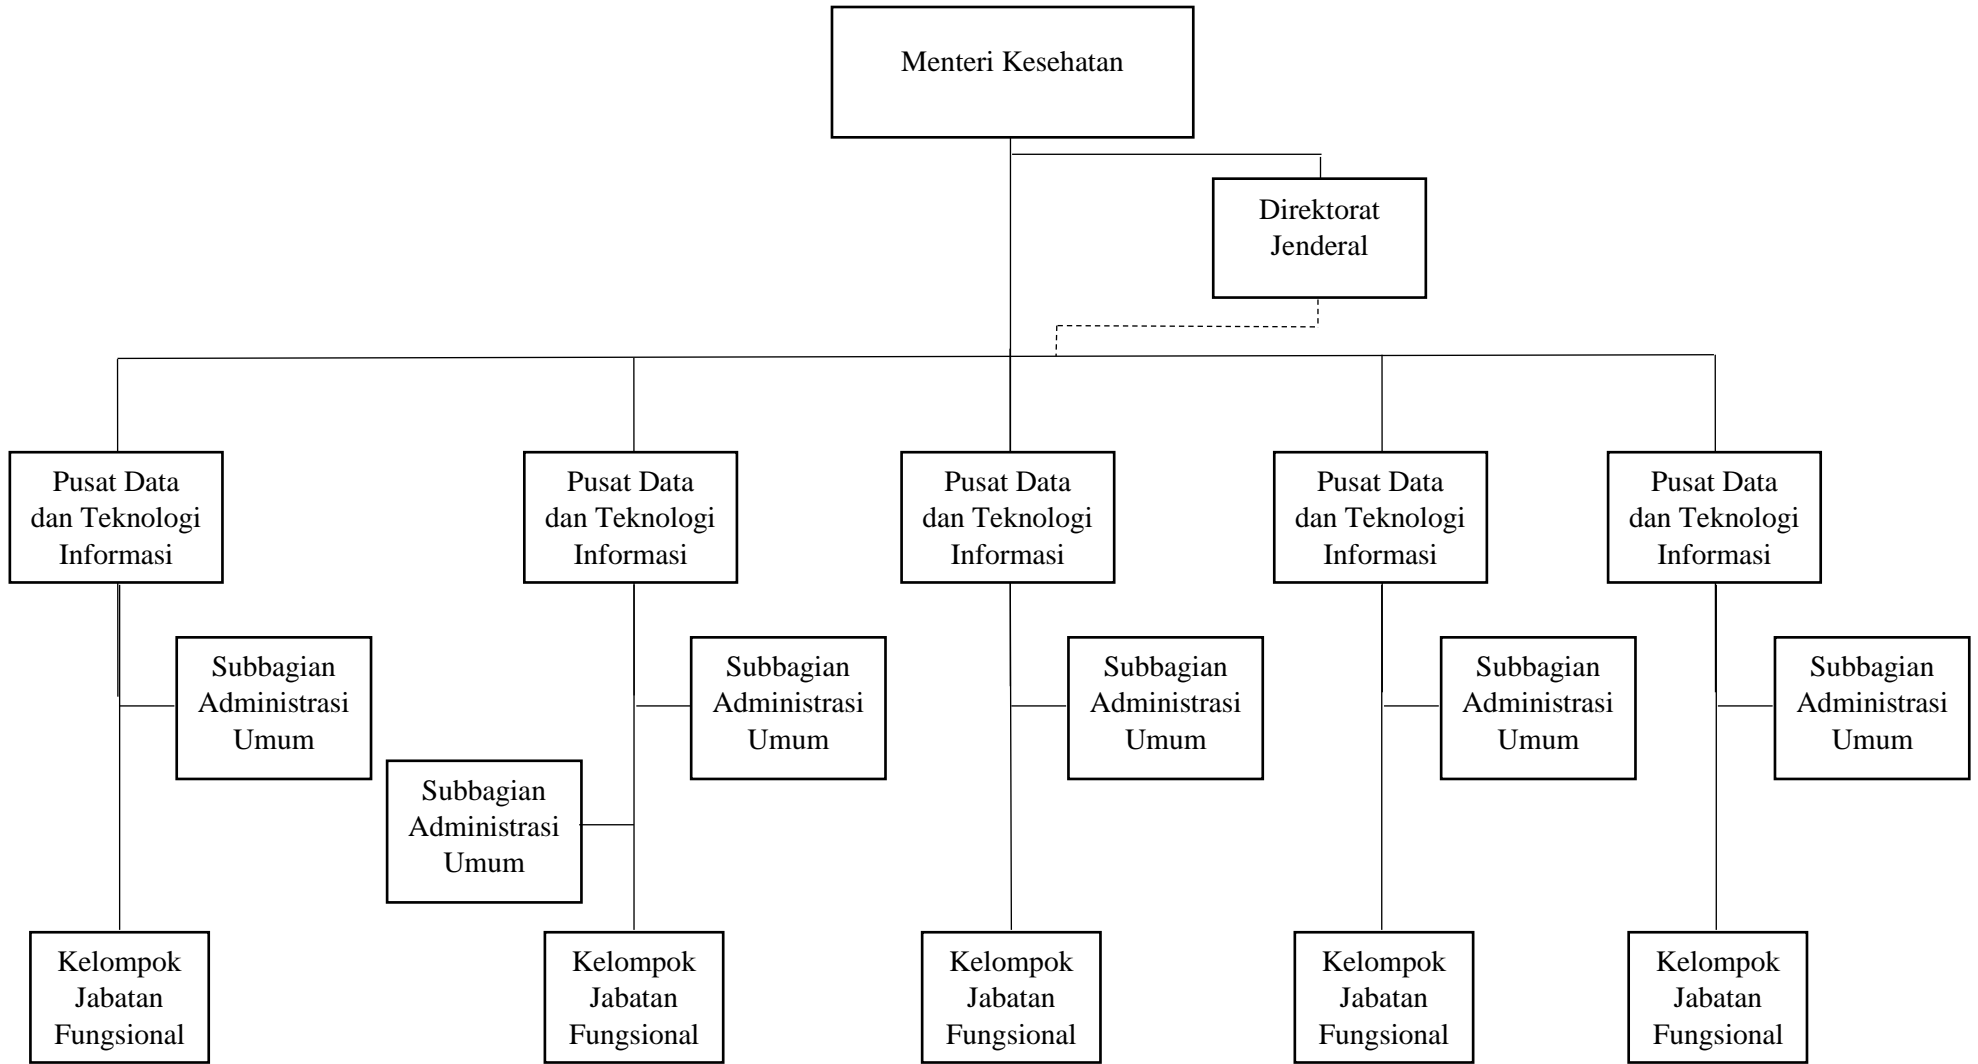 Menteri Kesehatan
Direktorat
Jenderal
Pusat Data
dan Teknologi
Informasi
Pusat Data
dan Teknologi
Informasi
Pusat Data
dan Teknologi
Informasi
Pusat Data
dan Teknologi
Informasi
Pusat Data
dan Teknologi
Informasi
Subbagian
Administrasi
Umum
Subbagian
Administrasi
Umum
Subbagian
Administrasi
Umum
Subbagian
Administrasi
Umum
Subbagian
Administrasi
Umum
Subbagian
Administrasi
Umum
Kelompok
Jabatan
Fungsional
Kelompok
Jabatan
Fungsional
Kelompok
Jabatan
Fungsional
Kelompok
Jabatan
Fungsional
Kelompok
Jabatan
Fungsional